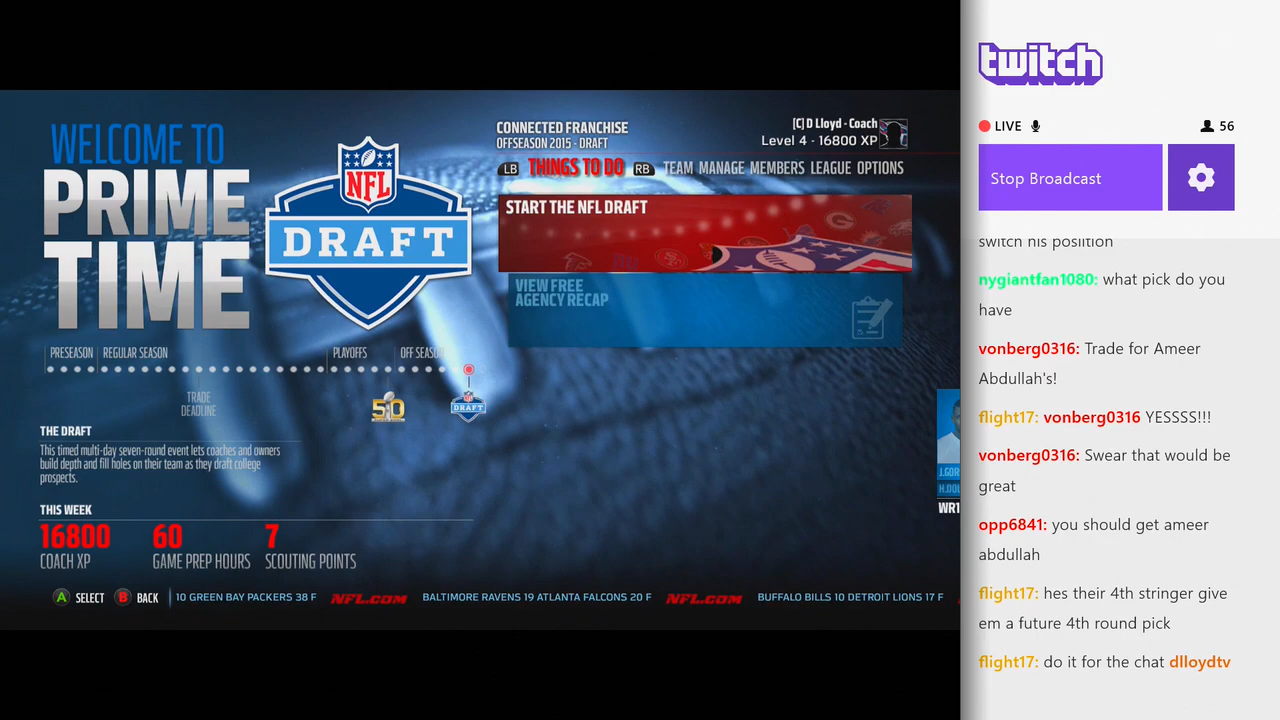 WELCOME TO
PRIME
TIME
NFL
DRAFT
CONNECTED FRANCHISE
OFFSEASON 2015 - DRAFT
[C] D Lloyd - Coach
Level 4 - 16800 XP
LB THINGS TO DO RB TEAM MANAGE MEMBERS LEAGUE OPTIONS
START THE NFL DRAFT
VIEW FREE
AGENCY RECAP
PRESEASON REGULAR SEASON PLAYOFFS OFF SEASON
TRADE
DEADLINE
50
DRAFT
THE DRAFT
This timed multi-day seven-round event lets coaches and owners
build depth and fill holes on their team as they draft college
prospects.
THIS WEEK
16800 60 7
COACH XP GAME PREP HOURS SCOUTING POINTS
J.GOR
H.DOU
WR1
A SELECT B BACK 10 GREEN BAY PACKERS 38 F NFL.COM BALTIMORE RAVENS 19 ATLANTA FALCONS 20 F NFL.COM BUFFALO BILLS 10 DETROIT LIONS 17 F
twitch
LIVE 56
Stop Broadcast
switch his posiition
nygiantfan1080: what pick do you
have
vonberg0316: Trade for Ameer
Abdullah's!
flight17: vonberg0316 YESSSS!!!
vonberg0316: Swear that would be
great
opp6841: you should get ameer
abdullah
flight17: hes their 4th stringer give
em a future 4th round pick
flight17: do it for the chat dlloydtv